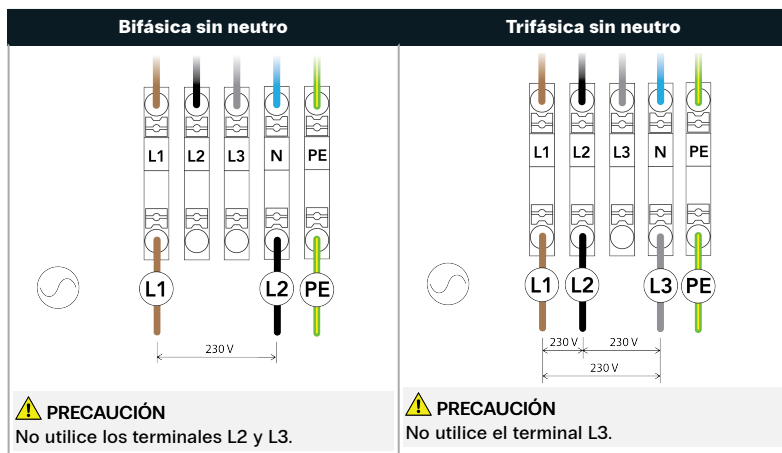 Bifásica sin neutro
L1 L2 L3 N PE
L1 L2 PE
230 V
PRECAUCIÓN
No utilice los terminales L2 y L3.
Trifásica sin neutro
L1 L2 L3 N PE
L1 L2 L3 PE
230 V 230 V
230 V
PRECAUCIÓN
No utilice el terminal L3.